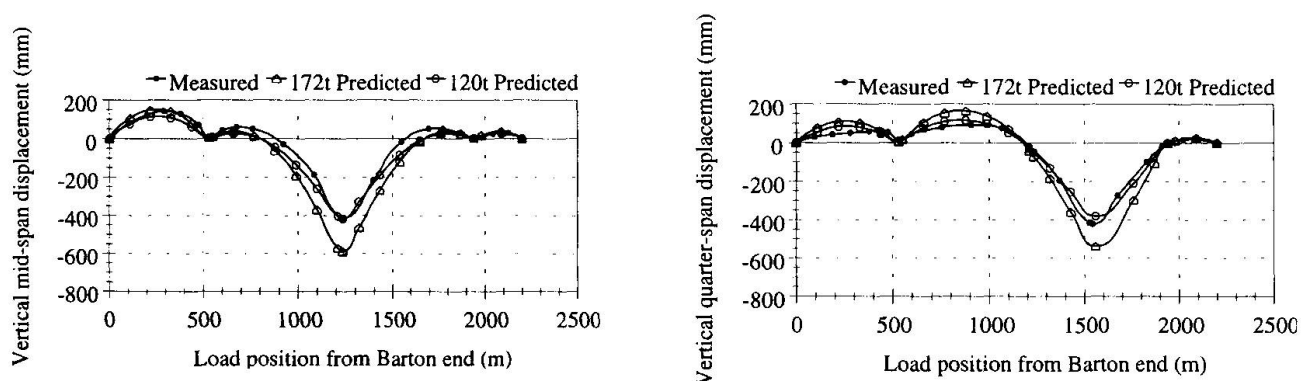 Vertical mid-span displacement (mm)
Measured 172t Predicted 120t Predicted
200
0
-200
-400
-600
-800
0 500 1000 1500 2000 2500
Load position from Barton end (m)
Vertical quarter-span displacement (mm)
Measured 172t Predicted 120t Predicted
200
0
-200
-400
-600
-800
0 500 1000 1500 2000 2500
Load position from Barton end (m)